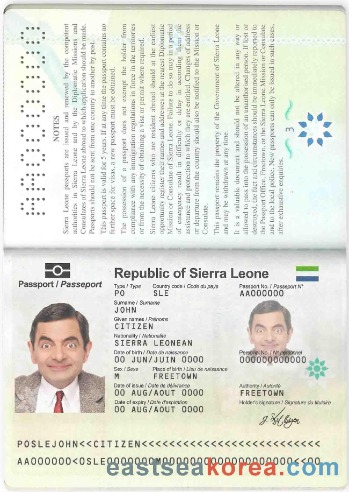 NOTES
Sierra Leone passports are issued and renewed by the competent
authorities in Sierra Leone and by the Diplomatic Missions and
Consulates of Sierra Leone abroad to which application should be made.
Passports should not be sent from one country to another by post.
This passport is valid for 5 years. If at any time the passport contains no
further space for visas, a new passport must be obtained.
The possession of a passport does not exempt the holder from
compliance with any immigration regulations in force in the territories
or from the necessity of obtaining a visa or permit where required.
Sierra Leone citizens who are resident abroad should at the earliest
opportunity register their names and addresses at the nearest Diplomatic
Mission or Consulate of Sierra Leone. Failure to do so may in a period
of emergency result in difficulty or delay in according
assistance and protection to which they are entitled. Changes of address
or departure from the country should also be notified to the Mission or
Consulate.
This passport remains the property of the Government of Sierra Leone
and may be withdrawn at any time.
It is a valuable document and should not be altered in any way or
allowed to pass into the possession of an unauthorised person. If lost or
destroyed, the fact and circumstances should be immediately reported to
the Passport Office, Freetown, or the Sierra Leone Mission or Consulate
and to the local police. New passports can only be issued in such cases,
after exhaustive enquiries.
3
Republic of Sierra Leone
Passport / Passeport
Type / Type Country code / Code du pays Passport No. / Passeport N°
PO SLE AA000000
Surname / Surname
JOHN
Given names / Prénoms
CITIZEN
Nationality / Nationalité
SIERRA LEONEAN
Date of birth / Date de naissance Personal No. / N° personnel
00 JUN/JUIN 0000 00000000000000
Sex / Sexe Place of birth / Lieu de naissance
M FREETOWN
Date of issue / Date de délivrance Authority / Autorité
00 AUG/AOUT 0000 FREETOWN
Date of expiry / Date d'expiration Holder's signature / Signature du titulaire
00 AUG/AOUT 0000
POSLEJOHN<<CITIZEN<<<<<<<<<<<<<<<<<<<<<<<<<<
eastseakorea.com